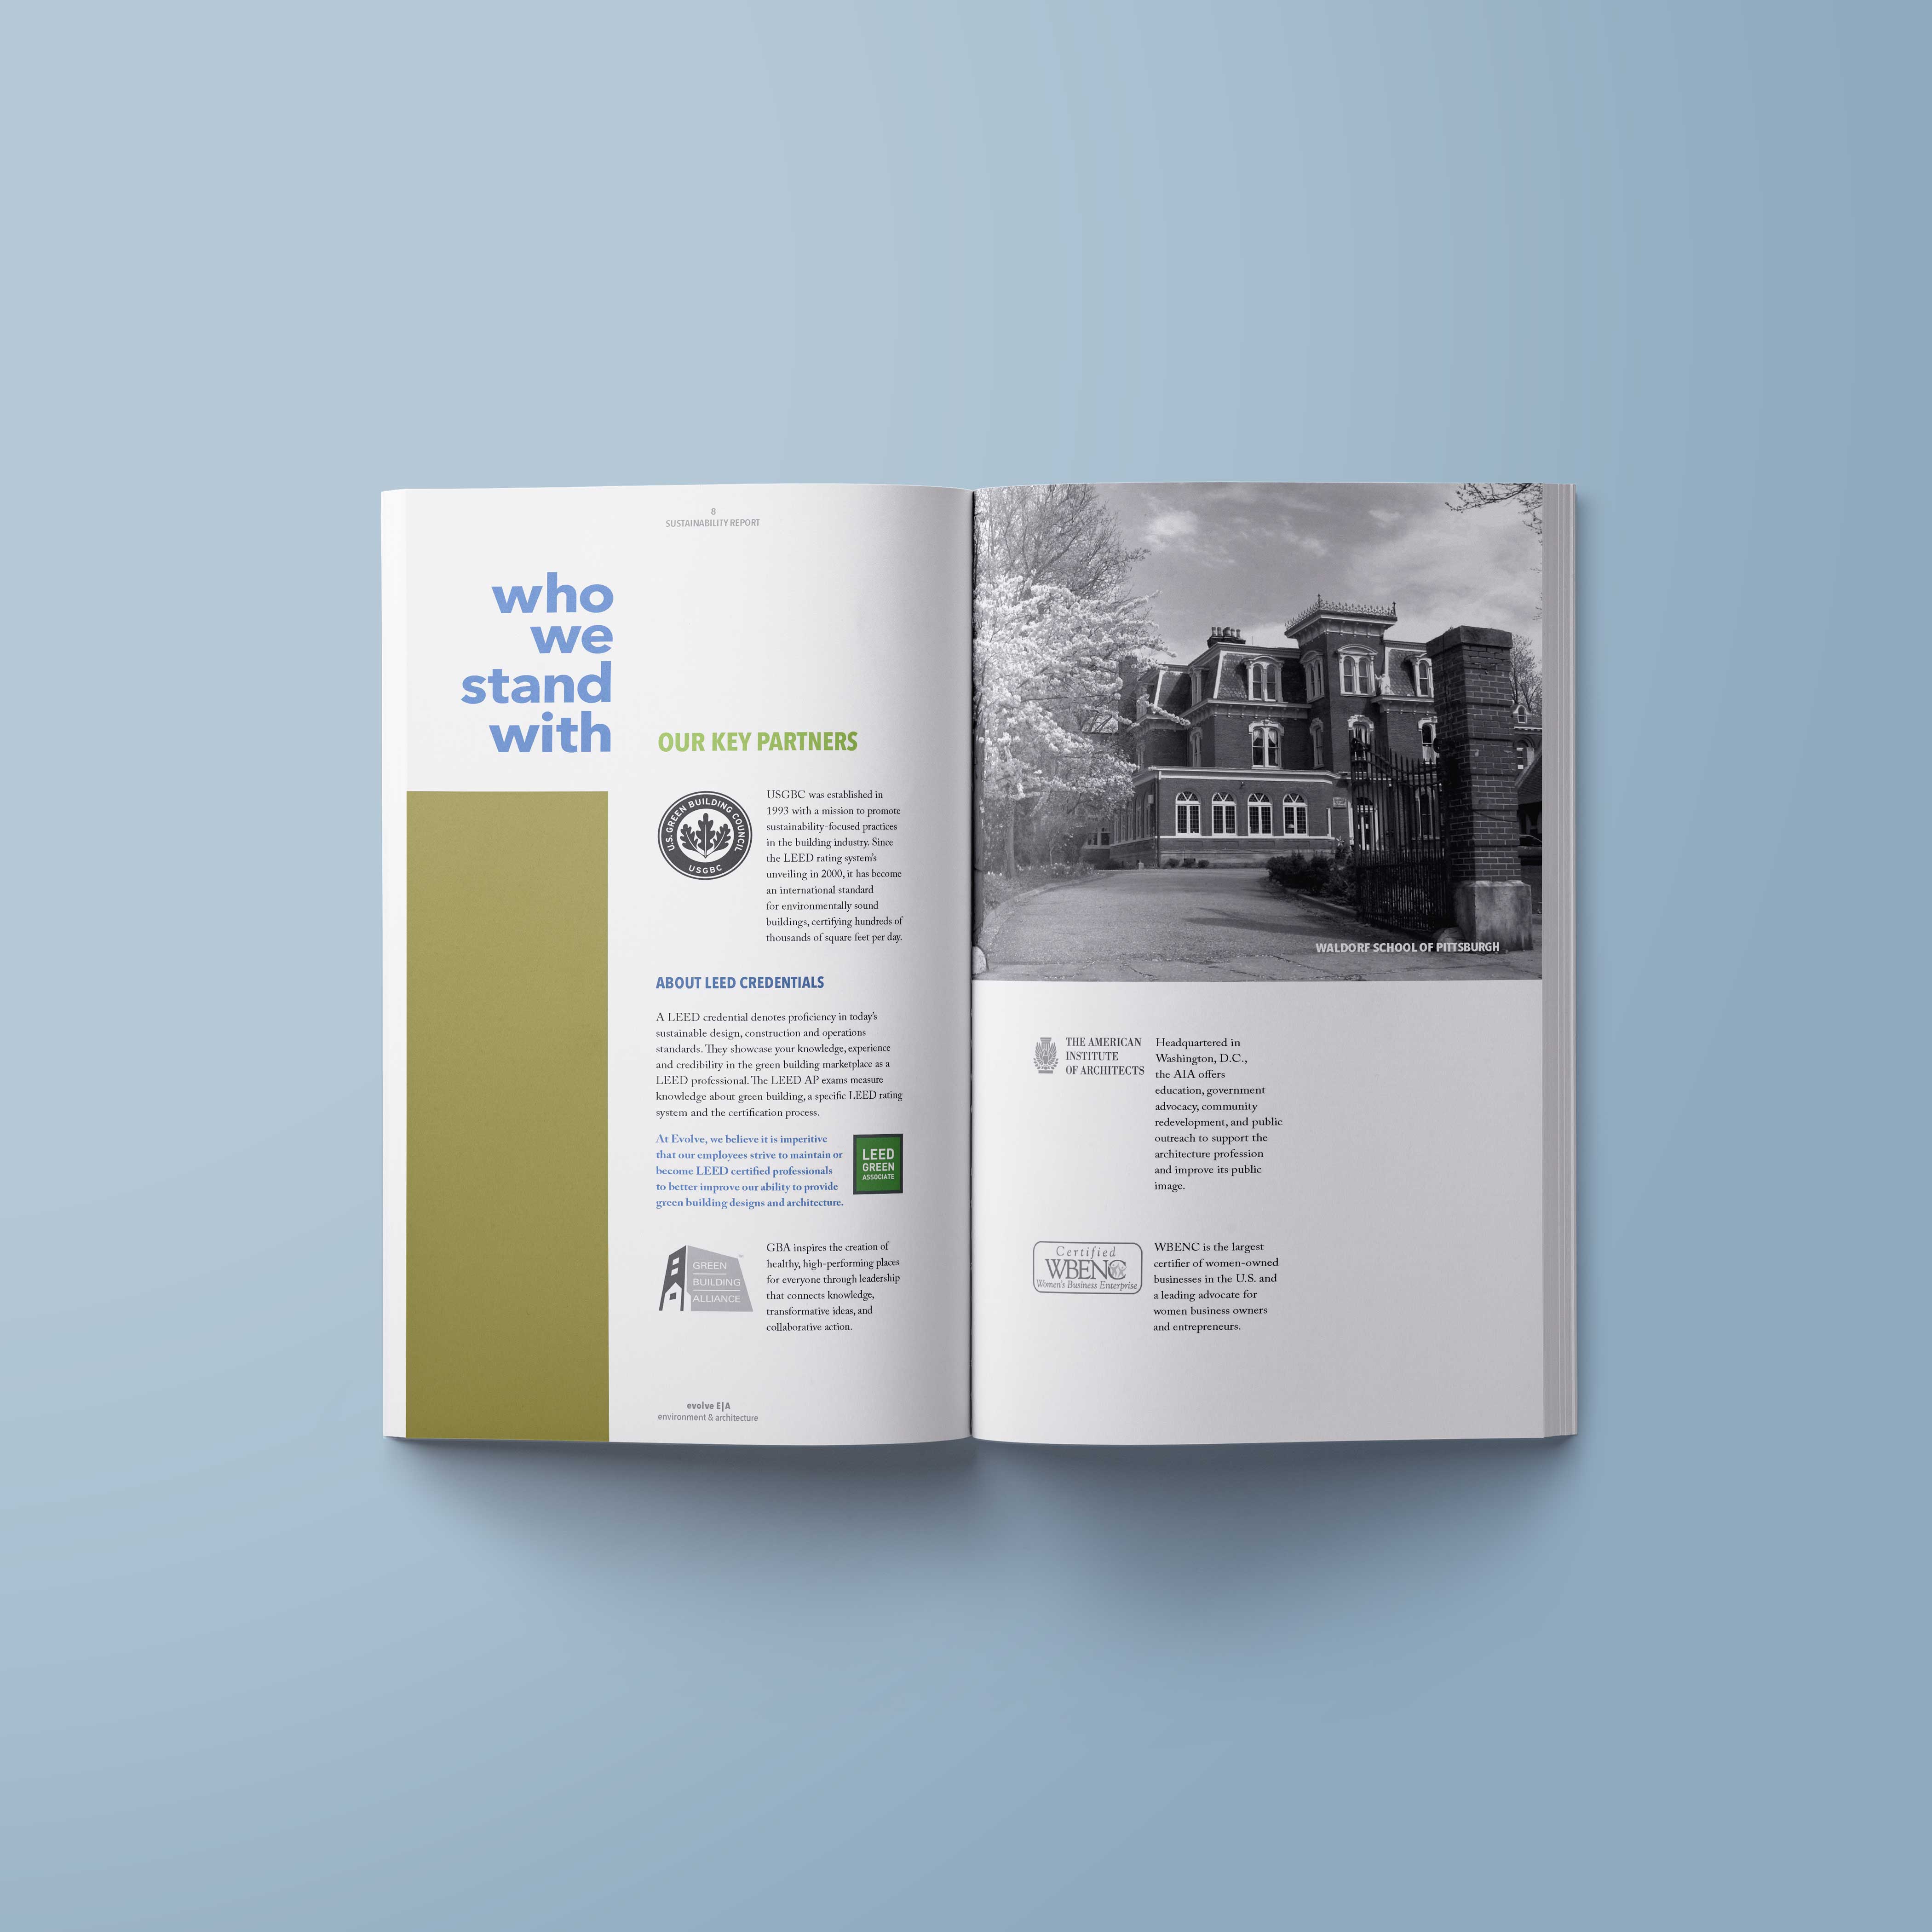 8
SUSTAINABILITY REPORT
who
we
stand
with
OUR KEY PARTNERS
U.S. GREEN BUILDING COUNCIL
USGBC
USGBC was established in
1993 with a mission to promote
sustainability-focused practices
in the building industry. Since
the LEED rating system's
unveiling in 2000, it has become
an international standard
for environmentally sound
buildings, certifying hundreds of
thousands of square feet per day.
ABOUT LEED CREDENTIALS
A LEED credential denotes proficiency in today's
sustainable design, construction and operations
standards. They showcase your knowledge, experience
and credibility in the green building marketplace as a
LEED professional. The LEED AP exams measure
knowledge about green building, a specific LEED rating
system and the certification process.
At Evolve, we believe it is imperitive
that our employees strive to maintain or
become LEED certified professionals
to better improve our ability to provide
green building designs and architecture.
LEED
GREEN
ASSOCIATE
GREEN
BUILDING
ALLIANCE
GBA inspires the creation of
healthy, high-performing places
for everyone through leadership
that connects knowledge,
transformative ideas, and
collaborative action.
evolve E|A
environment & architecture
WALDORF SCHOOL OF PITTSBURGH
THE AMERICAN
INSTITUTE
OF ARCHITECTS
Headquartered in
Washington, D.C.,
the AIA offers
education, government
advocacy, community
redevelopment, and public
outreach to support the
architecture profession
and improve its public
image.
Certified
WBENC
Women's Business Enterprise
WBENC is the largest
certifier of women-owned
businesses in the U.S. and
a leading advocate for
women business owners
and entrepreneurs.